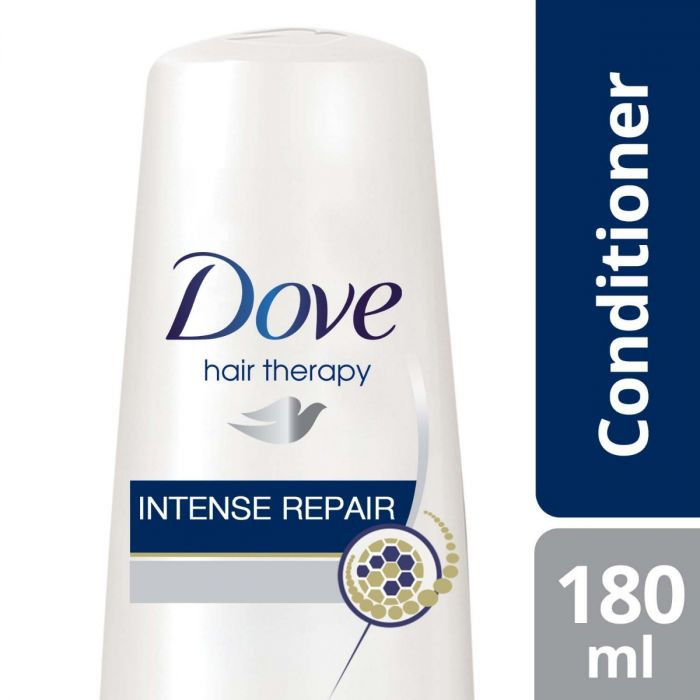 Dove
hair therapy
INTENSE REPAIR
Conditioner
180
ml